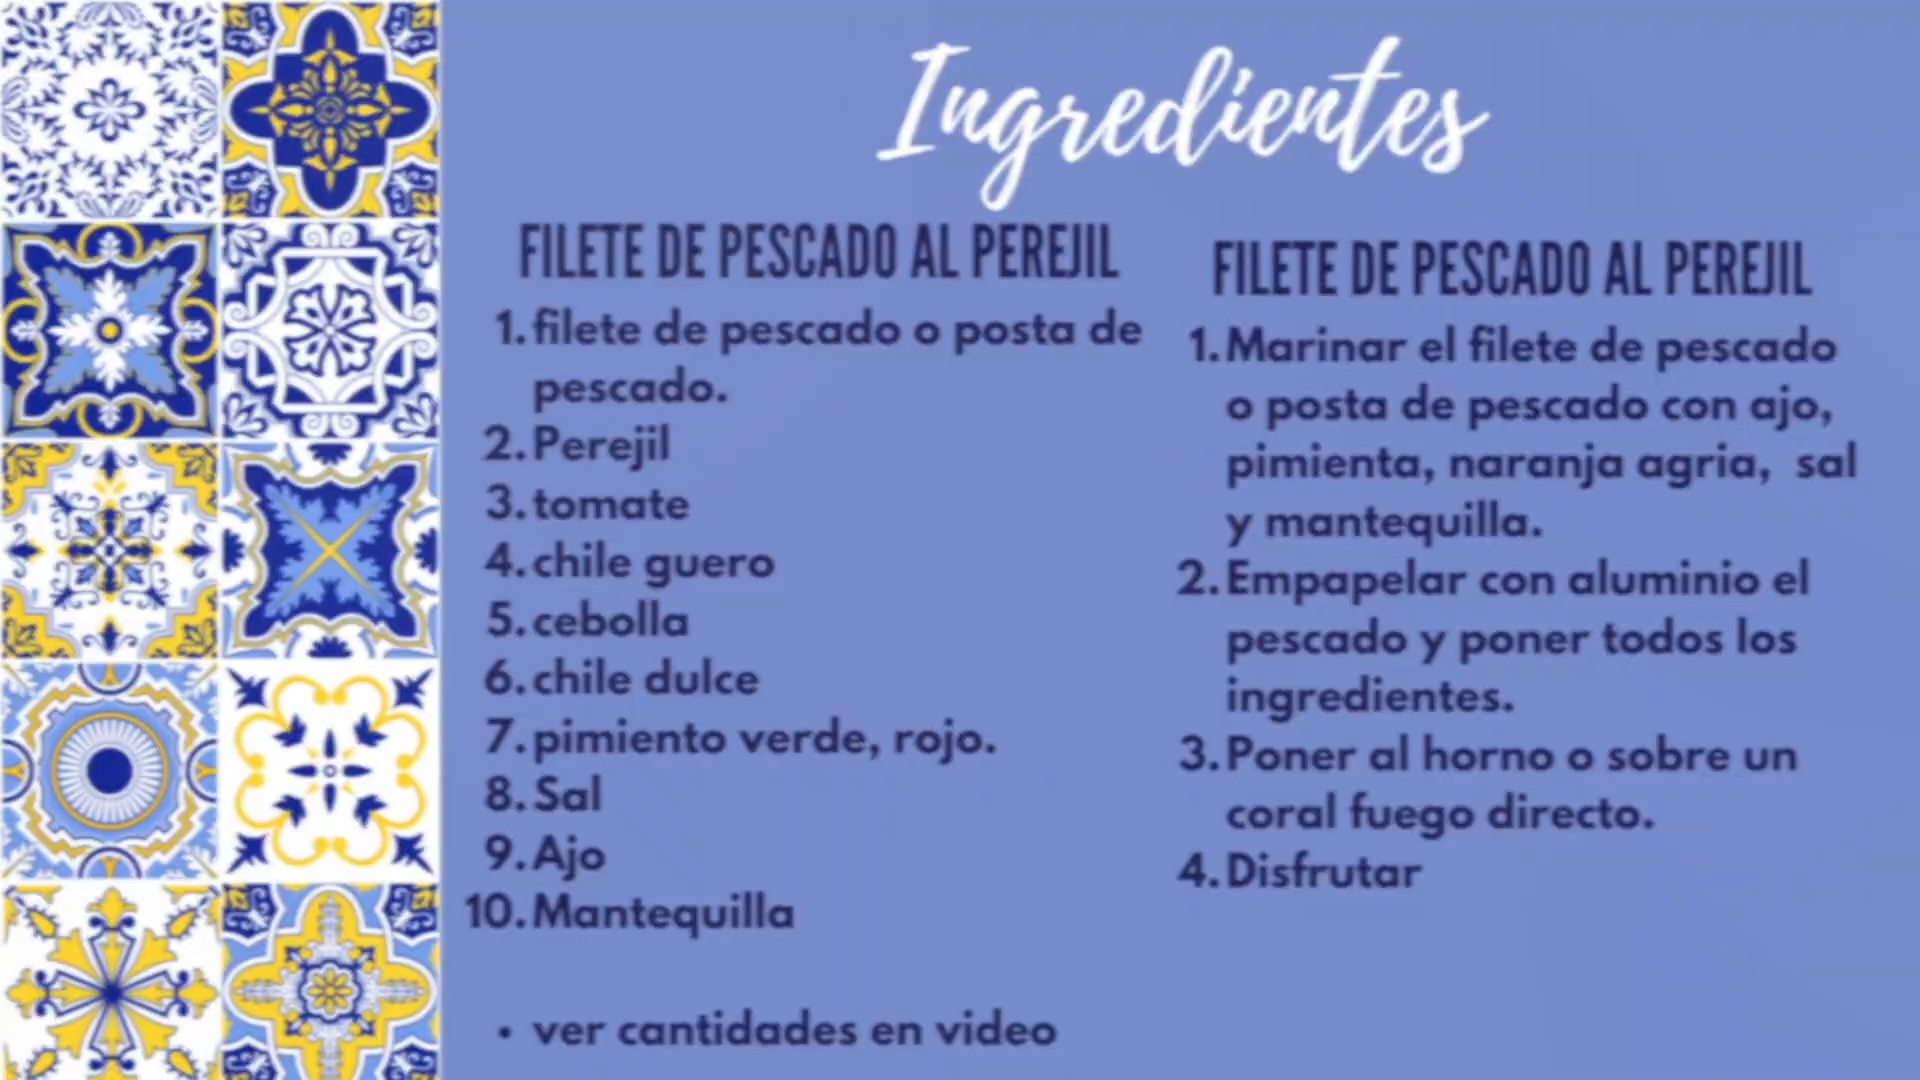 Ingredientes
FILETE DE PESCADO AL PEREJIL
1. filete de pescado o posta de
pescado.
2. Perejil
3. tomate
4. chile guero
5. cebolla
6. chile dulce
7. pimiento verde, rojo.
8. Sal
9. Ajo
10. Mantequilla
• ver cantidades en video
FILETE DE PESCADO AL PEREJIL
1. Marinar el filete de pescado
o posta de pescado con ajo,
pimienta, naranja agria, sal
y mantequilla.
2. Empapelar con aluminio el
pescado y poner todos los
ingredientes.
3. Poner al horno o sobre un
coral fuego directo.
4. Disfrutar